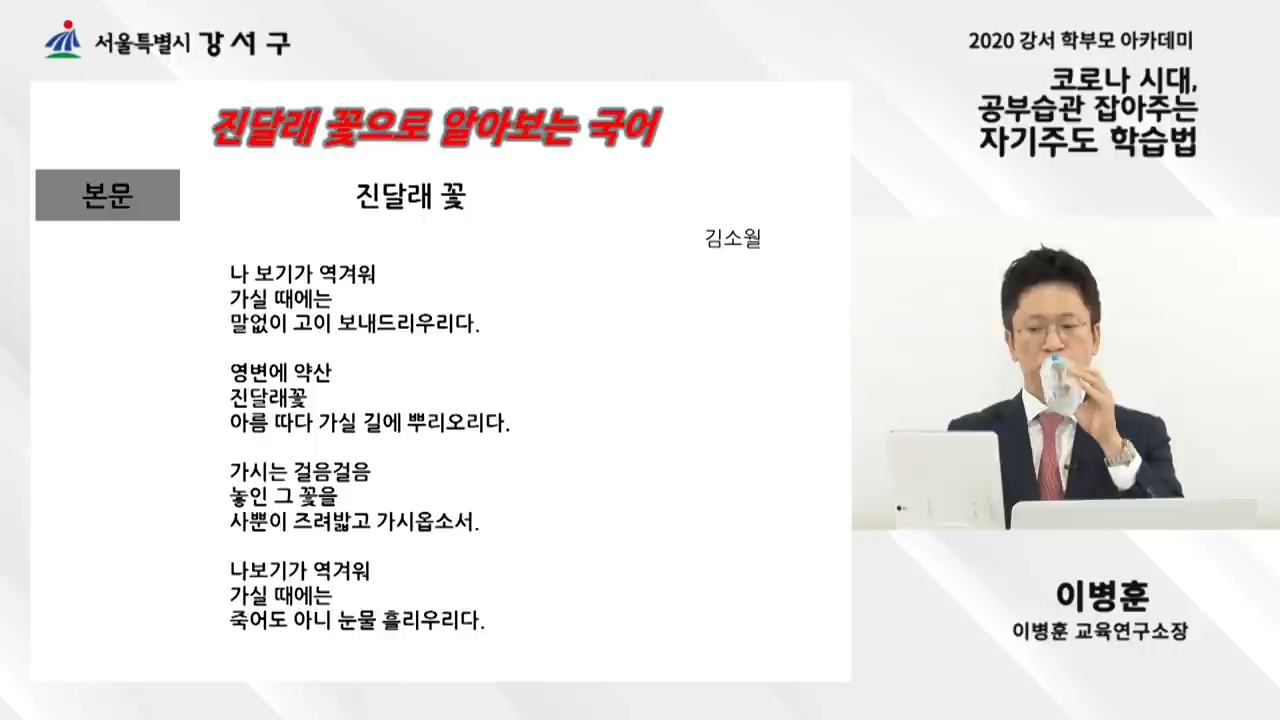 서울특별시 강서구
2020 강서 학부모 아카데미
코로나 시대,
공부습관 잡아주는
자기주도 학습법
진달래 꽃으로 알아보는 국어
본문
진달래 꽃
김소월
나 보기가 역겨워
가실 때에는
말없이 고이 보내드리우리다.
영변에 약산
진달래꽃
아름 따다 가실 길에 뿌리오리다.
가시는 걸음걸음
놓인 그 꽃을
사뿐이 즈려밟고 가시옵소서.
나보기가 역겨워
가실 때에는
죽어도 아니 눈물 흘리우리다.
이병훈
이병훈 교육연구소장